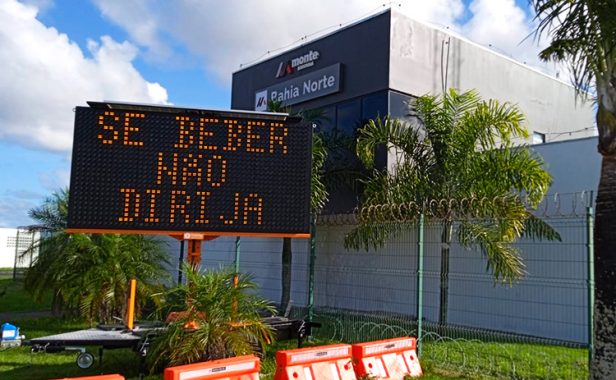 monte
Bahia Norte
SE BEBER
NÃO
DIRIJA